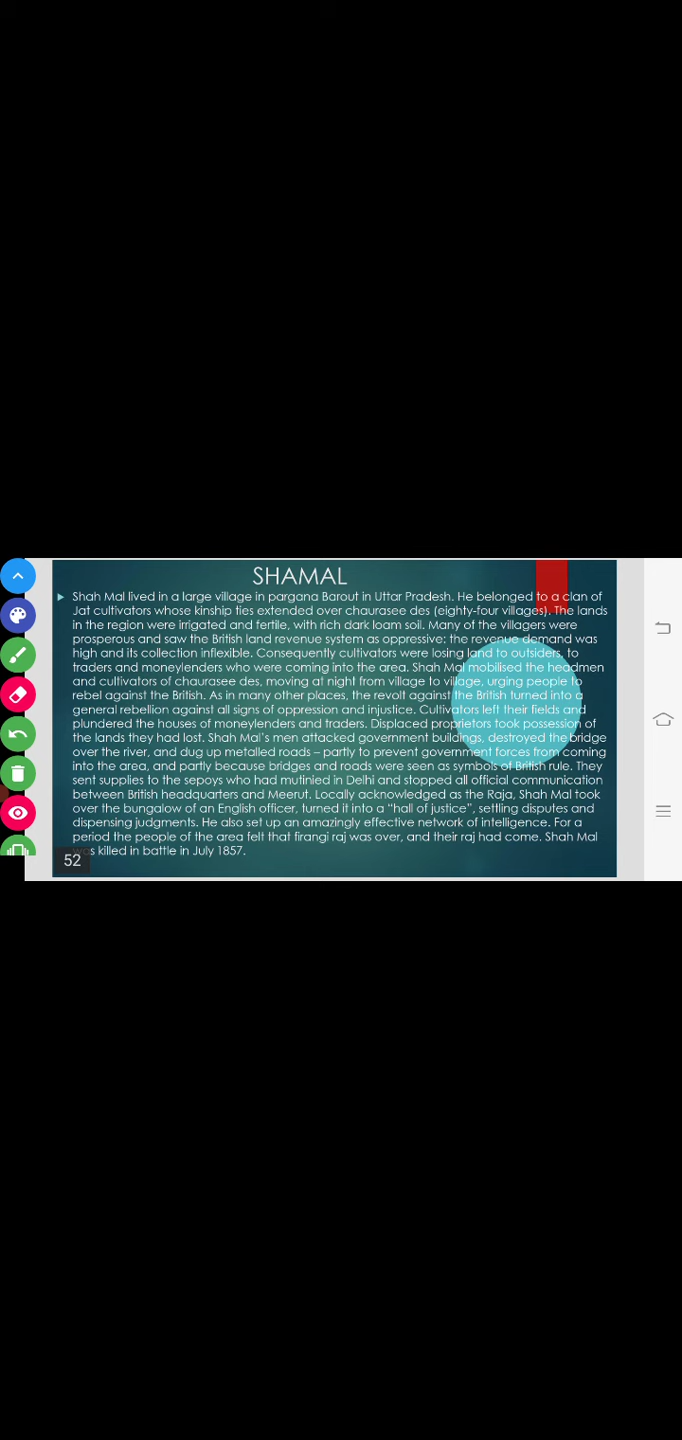 SHAMAL
Shah Mal lived in a large village in pargana Barout in Uttar Pradesh. He belonged to a clan of
Jat cultivators whose kinship ties extended over chaurasee des (eighty-four villages). The lands
in the region were irrigated and fertile, with rich dark loam soil. Many of the villagers were
prosperous and saw the British land revenue system as oppressive: the revenue demand was
high and its collection inflexible. Consequently cultivators were losing land to outsiders, to
traders and moneylenders who were coming into the area. Shah Mal mobilised the headmen
and cultivators of chaurasee des, moving at night from village to village, urging people to
rebel against the British. As in many other places, the revolt against the British turned into a
general rebellion against all signs of oppression and injustice. Cultivators left their fields and
plundered the houses of moneylenders and traders. Displaced proprietors took possession of
the lands they had lost. Shah Mal's men attacked government buildings, destroyed the bridge
over the river, and dug up metalled roads – partly to prevent government forces from coming
into the area, and partly because bridges and roads were seen as symbols of British rule. They
sent supplies to the sepoys who had mutinied in Delhi and stopped all official communication
between British headquarters and Meerut. Locally acknowledged as the Raja, Shah Mal took
over the bungalow of an English officer, turned it into a “hall of justice”, settling disputes and
dispensing judgments. He also set up an amazingly effective network of intelligence. For a
period the people of the area felt that firangi raj was over, and their raj had come. Shah Mal
was killed in battle in July 1857.
52